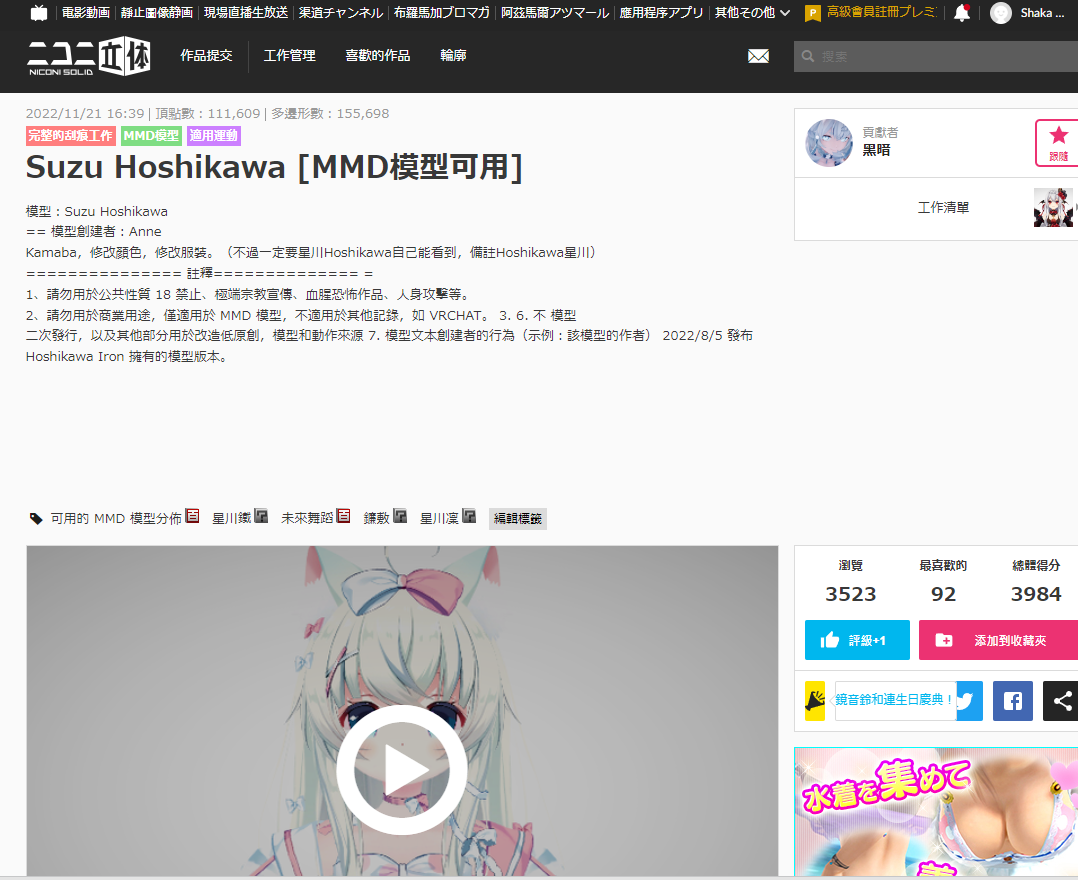 電影動画 靜止圖像静画 現場直播生放送 渠道チャンネル 布羅馬加ブロマガ 阿茲馬爾アツマール 應用程序アプリ 其他その他 P 高級會員註冊プレミ Shaka ...
ニコニ立体 NICONI SOLID 作品提交 工作管理 喜歡的作品 輪廓 搜索
2022/11/21 16:39 | 頂點數：111,609 | 多邊形數：155,698
完整的刮痕工作 MMD模型 適用運動
Suzu Hoshikawa [MMD模型可用]
模型：Suzu Hoshikawa
== 模型創建者：Anne
Kamaba，修改顏色，修改服裝。（不過一定要星川Hoshikawa自己能看到，備註Hoshikawa星川）
=============== 註釋============== =
1、請勿用於公共性質 18 禁止、極端宗教宣傳、血腥恐怖作品、人身攻擊等。
2、請勿用於商業用途，僅適用於 MMD 模型，不適用於其他記錄，如 VRCHAT。 3. 6. 不 模型
二次發行，以及其他部分用於改造低原創，模型和動作來源 7. 模型文本創建者的行為（示例：該模型的作者） 2022/8/5 發布
Hoshikawa Iron 擁有的模型版本。
貢獻者
黑暗
跟隨
工作清單
可用的 MMD 模型分佈 星川鐵 未來舞蹈 鐮敷 星川凜 編輯標籤
瀏覽 最喜歡的 總體得分
3523 92 3984
評級+1 添加到收藏夾
鏡音鈴和連生日慶典！
水着を集めて